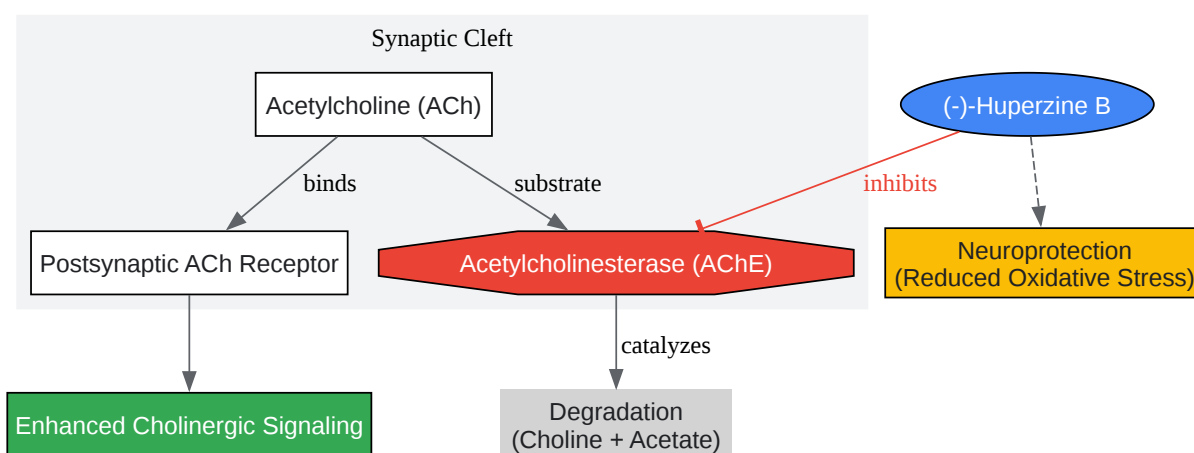 Synaptic Cleft
Acetylcholine (ACh)
(-)-Huperzine B
binds
substrate
inhibits
Postsynaptic ACh Receptor
Acetylcholinesterase (AChE)
Neuroprotection
(Reduced Oxidative Stress)
catalyzes
Enhanced Cholinergic Signaling
Degradation
(Choline + Acetate)